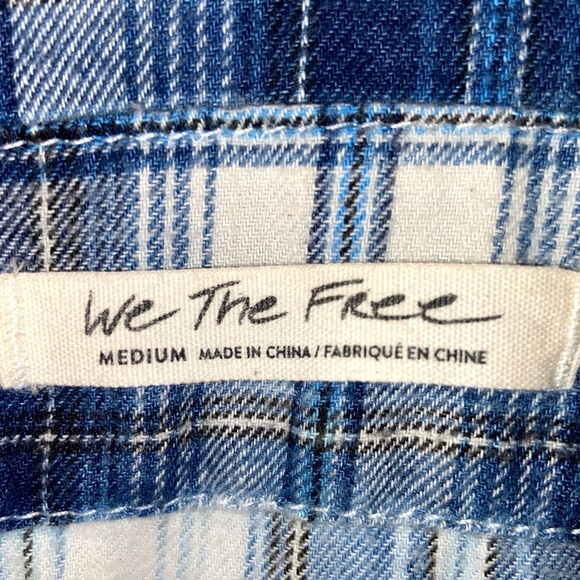 We The Free
MEDIUM MADE IN CHINA / FABRIQUÉ EN CHINE